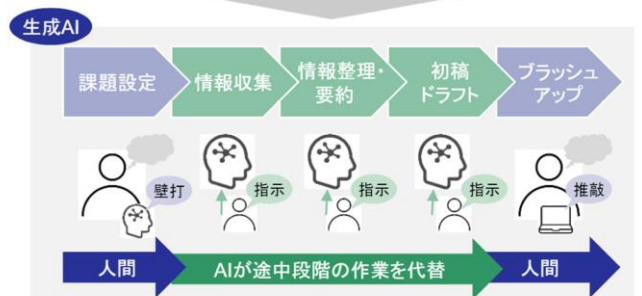 生成AI
課題設定
情報収集
情報整理・
要約
初稿
ドラフト
ブラッシュ
アップ
壁打
指示
指示
指示
推敲
人間
AIが途中段階の作業を代替
人間